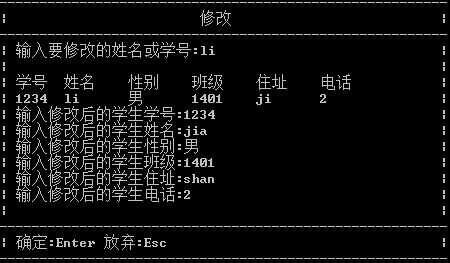 修改
输入要修改的姓名或学号:li
学号 姓名 性别 班级 住址 电话
1234 li 男 1401 ji 2
输入修改后的学生学号:1234
输入修改后的学生姓名:jia
输入修改后的学生性别:男
输入修改后的学生班级:1401
输入修改后的学生住址:shan
输入修改后的学生电话:2
确定:Enter 放弃:Esc